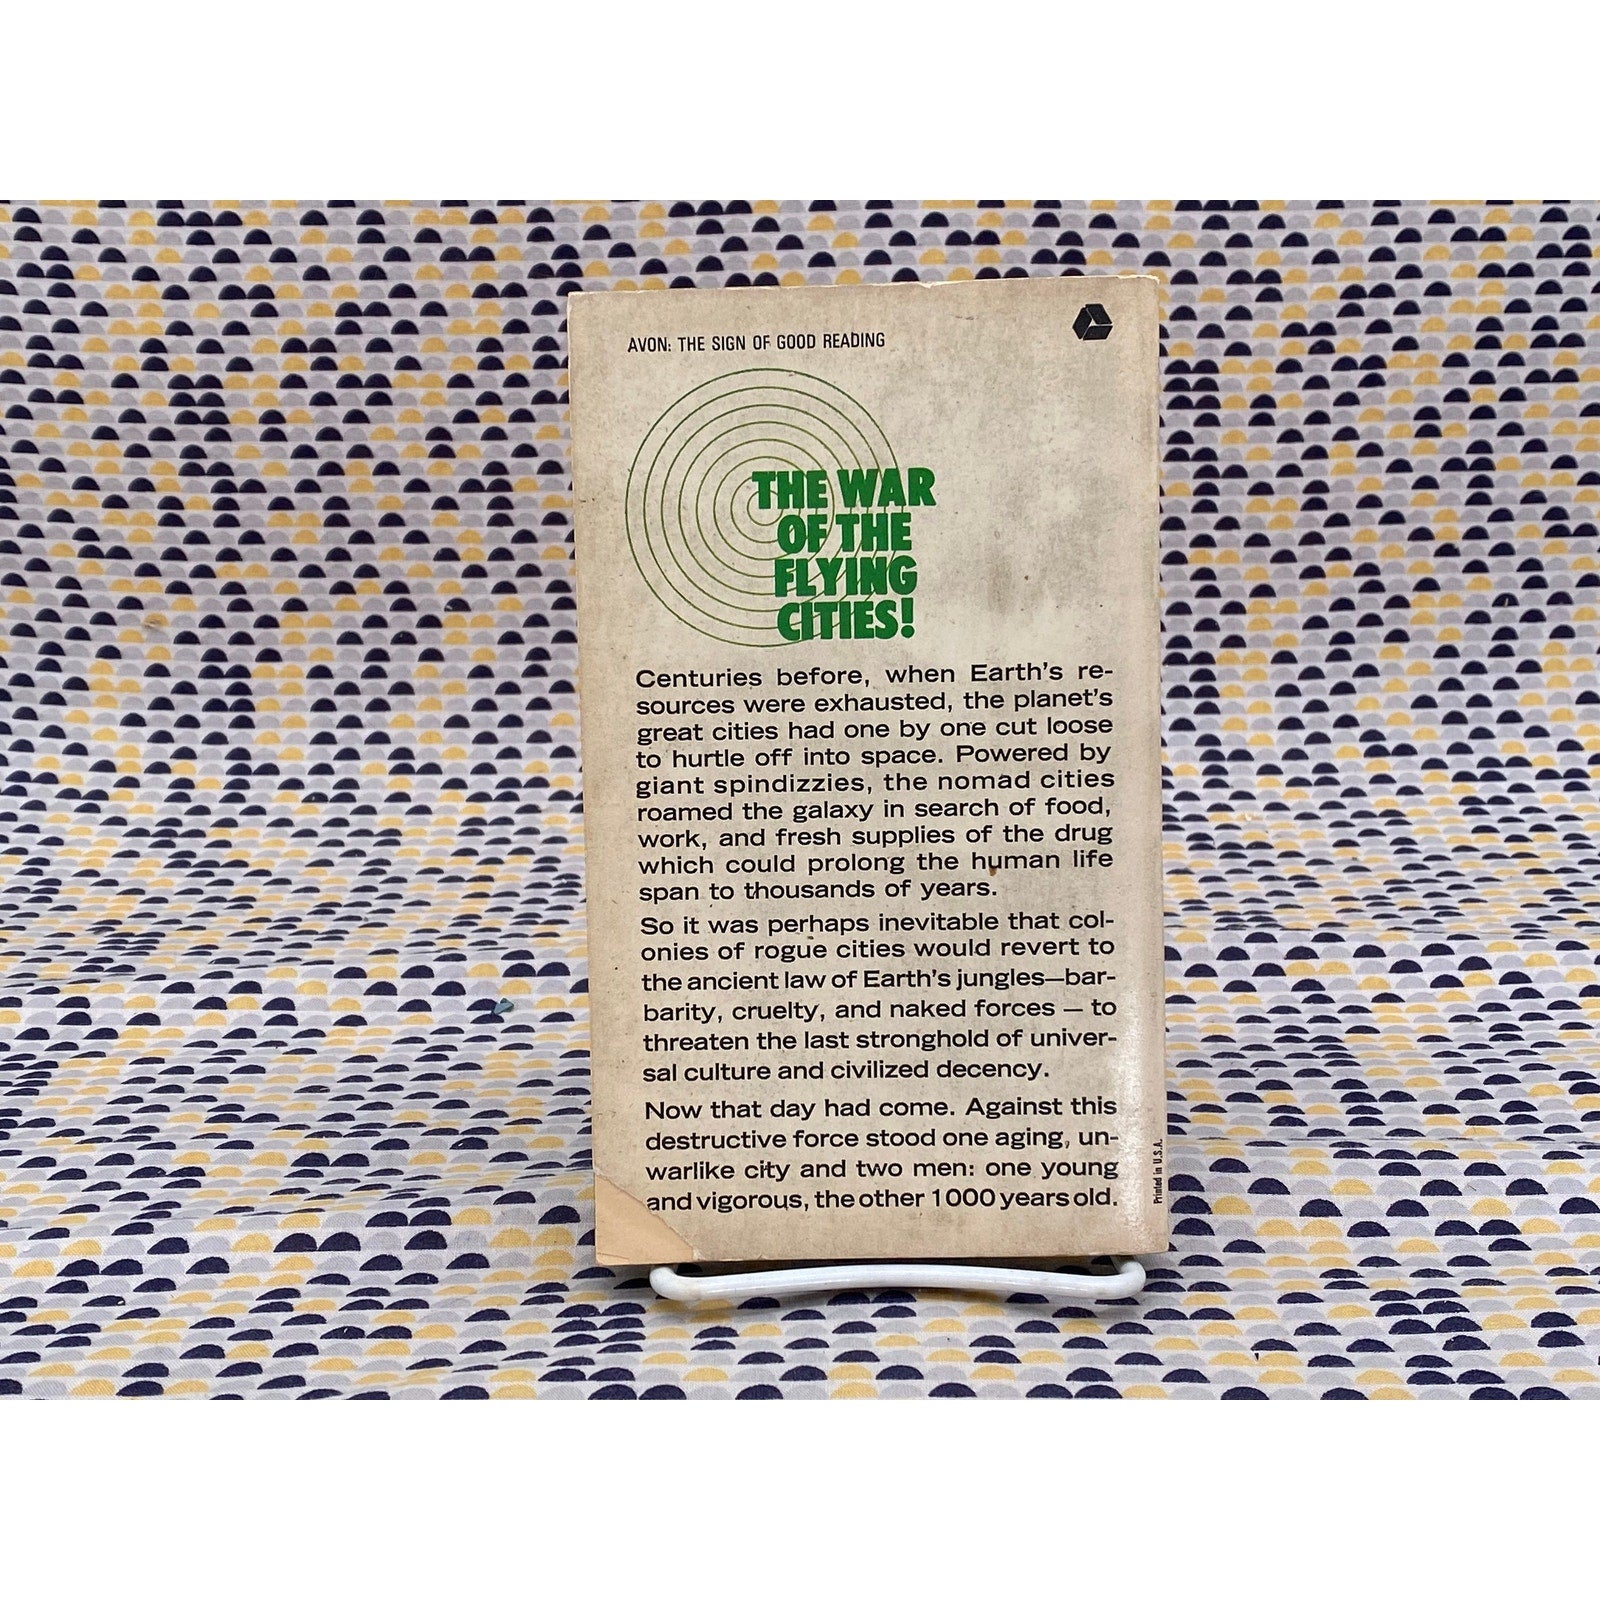 AVON: THE SIGN OF GOOD READING
THE WAR
OF THE
FLYING
CITIES!
Centuries before, when Earth's re-
sources were exhausted, the planet's
great cities had one by one cut loose
to hurtle off into space. Powered by
giant spindizzies, the nomad cities
roamed the galaxy in search of food,
work, and fresh supplies of the drug
which could prolong the human life
span to thousands of years.
So it was perhaps inevitable that col-
onies of rogue cities would revert to
the ancient law of Earth's jungles—bar-
barity, cruelty, and naked forces — to
threaten the last stronghold of univer-
sal culture and civilized decency.
Now that day had come. Against this
destructive force stood one aging, un-
warlike city and two men: one young
and vigorous, the other 1000 years old.
Printed in U.S.A.